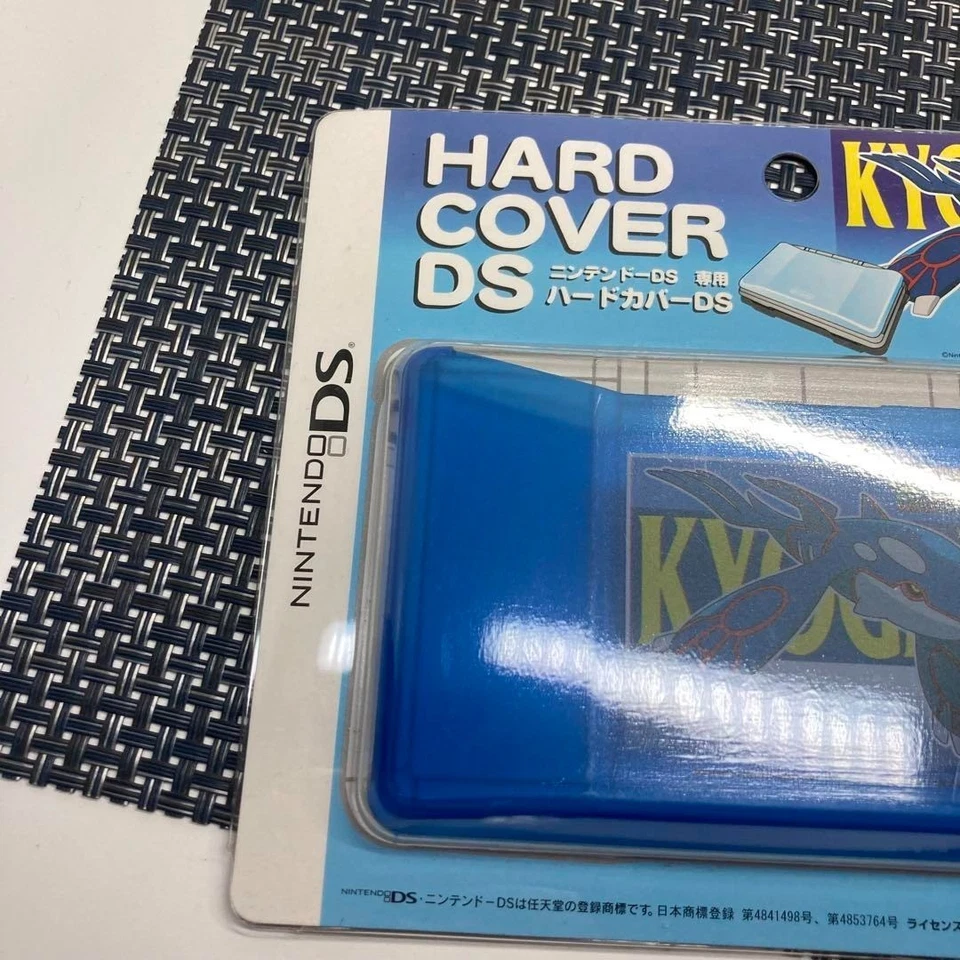 HARD
COVER
DS
ニンテンドーDS 専用
ハードカバーDS
KYO
NINTENDO DS®
KYOG
NINTENDO DS・ニンテンドーDSは任天堂の登録商標です。日本商標登録 第4841498号、第4853764号 ライセンス